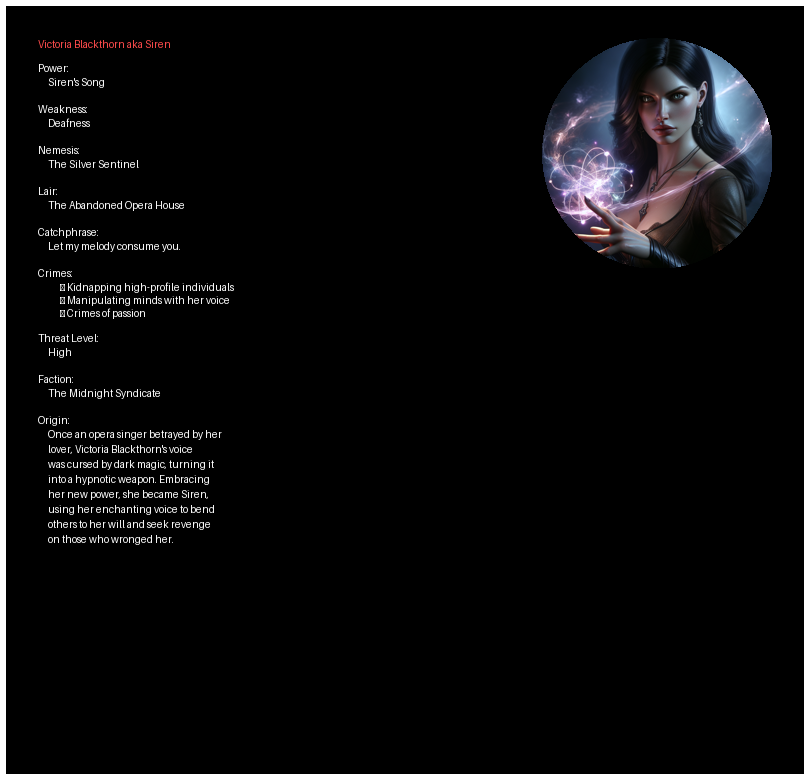 Victoria Blackthorn aka Siren
Power:
Siren's Song
Weakness:
Deafness
Nemesis:
The Silver Sentinel
Lair:
The Abandoned Opera House
Catchphrase:
Let my melody consume you.
Crimes:
Kidnapping high-profile individuals
Manipulating minds with her voice
Crimes of passion
Threat Level:
High
Faction:
The Midnight Syndicate
Origin:
Once an opera singer betrayed by her
lover, Victoria Blackthorn's voice
was cursed by dark magic, turning it
into a hypnotic weapon. Embracing
her new power, she became Siren,
using her enchanting voice to bend
others to her will and seek revenge
on those who wronged her.